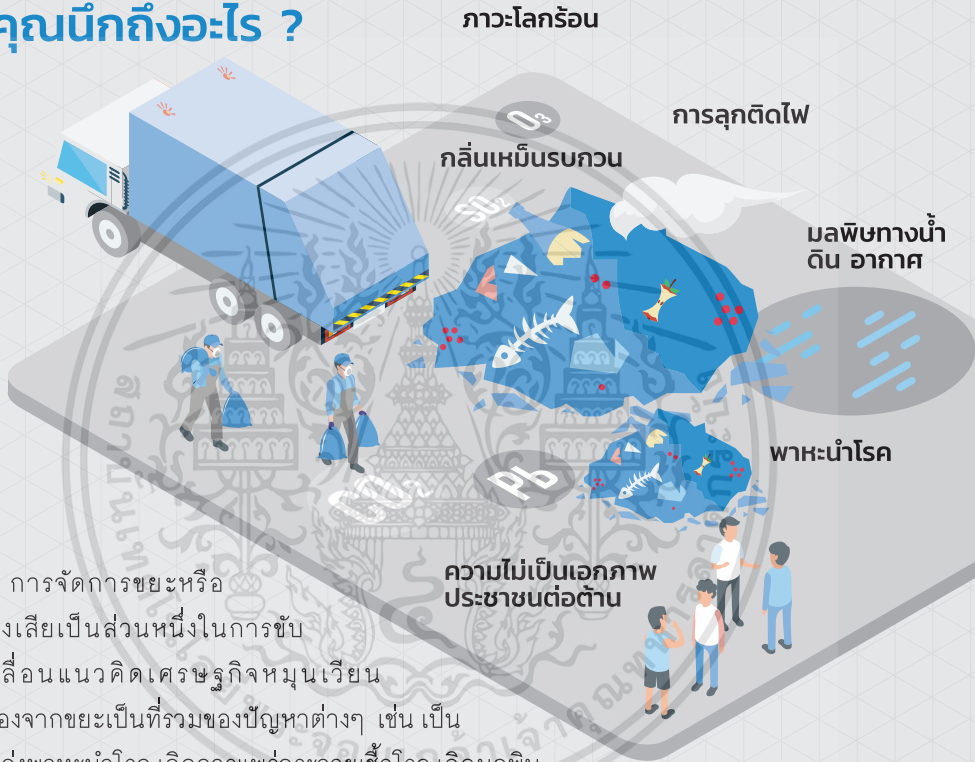 คุณนึกถึงอะไร ?
ภาวะโลกร้อน
O3
การลุกติดไฟ
กลิ่นเหม็นรบกวน
SO2
มลพิษทางน้ำ
ดิน อากาศ
พาหะนำโรค
Pb
CO2
ความไม่เป็นเอกภาพ
ประชาชนต่อต้าน
การจัดการขยะหรือ
งเสียเป็นส่วนหนึ่งในการขับ
ลื่อนแนวคิดเศรษฐกิจหมุนเวียน
องจากขยะเป็นที่รวมของปัญหาต่างๆ เช่น เป็น